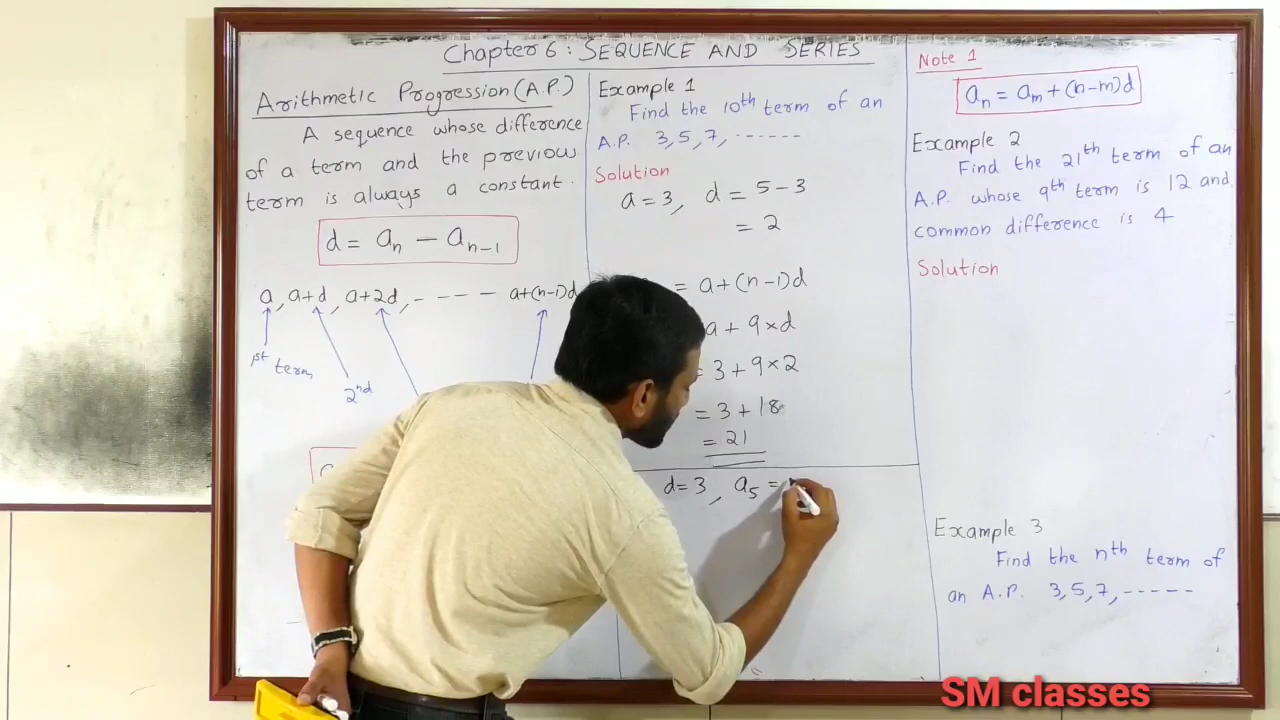 Chapter 6 : SEQUENCE AND SERIES
Arithmetic Progression (A.P.)
A sequence whose difference
of a term and the previous
term is always a constant.
d = aₙ − aₙ₋₁
a, a+d, a+2d, - - - - a+(n-1)d
1st term
2nd
Example 1
Find the 10th term of an
A.P. 3, 5, 7, -------
Solution
a = 3, d = 5 − 3
= 2
= a + (n−1)d
a + 9×d
= 3 + 9×2
= 3 + 18
= 21
d = 3, a₅ =
Note 1
aₙ = aₘ + (n−m)d
Example 2
Find the 21th term of an
A.P. whose 9th term is 12 and
common difference is 4
Solution
Example 3
Find the nth term of
an A.P. 3, 5, 7, -----
SM classes